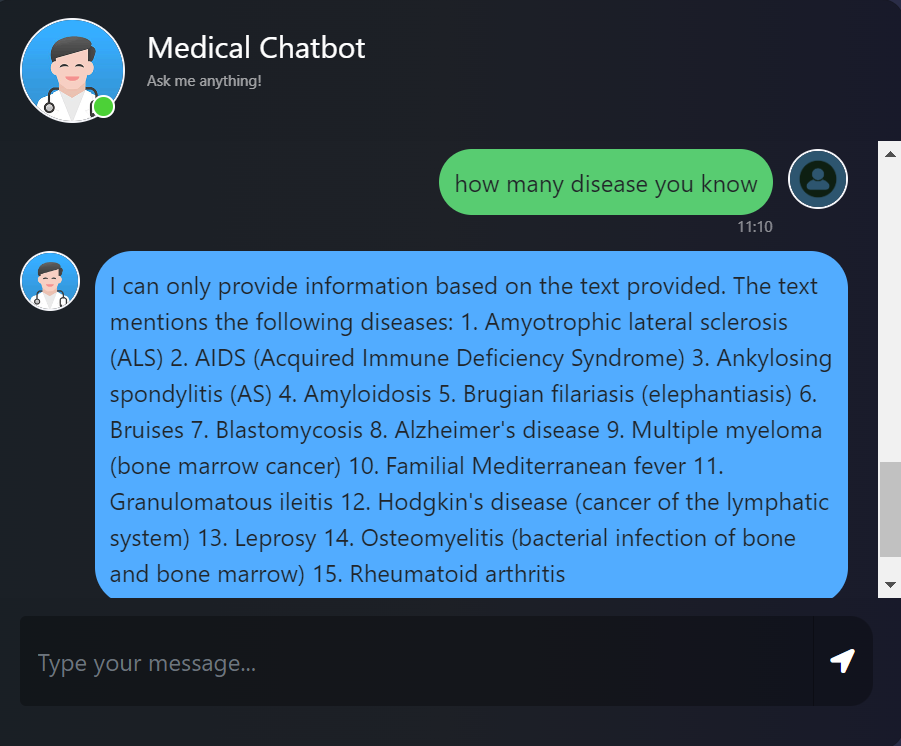 Medical Chatbot
Ask me anything!
how many disease you know
11:10
I can only provide information based on the text provided. The text
mentions the following diseases: 1. Amyotrophic lateral sclerosis
(ALS) 2. AIDS (Acquired Immune Deficiency Syndrome) 3. Ankylosing
spondylitis (AS) 4. Amyloidosis 5. Brugian filariasis (elephantiasis) 6.
Bruises 7. Blastomycosis 8. Alzheimer's disease 9. Multiple myeloma
(bone marrow cancer) 10. Familial Mediterranean fever 11.
Granulomatous ileitis 12. Hodgkin's disease (cancer of the lymphatic
system) 13. Leprosy 14. Osteomyelitis (bacterial infection of bone
and bone marrow) 15. Rheumatoid arthritis
Type your message...